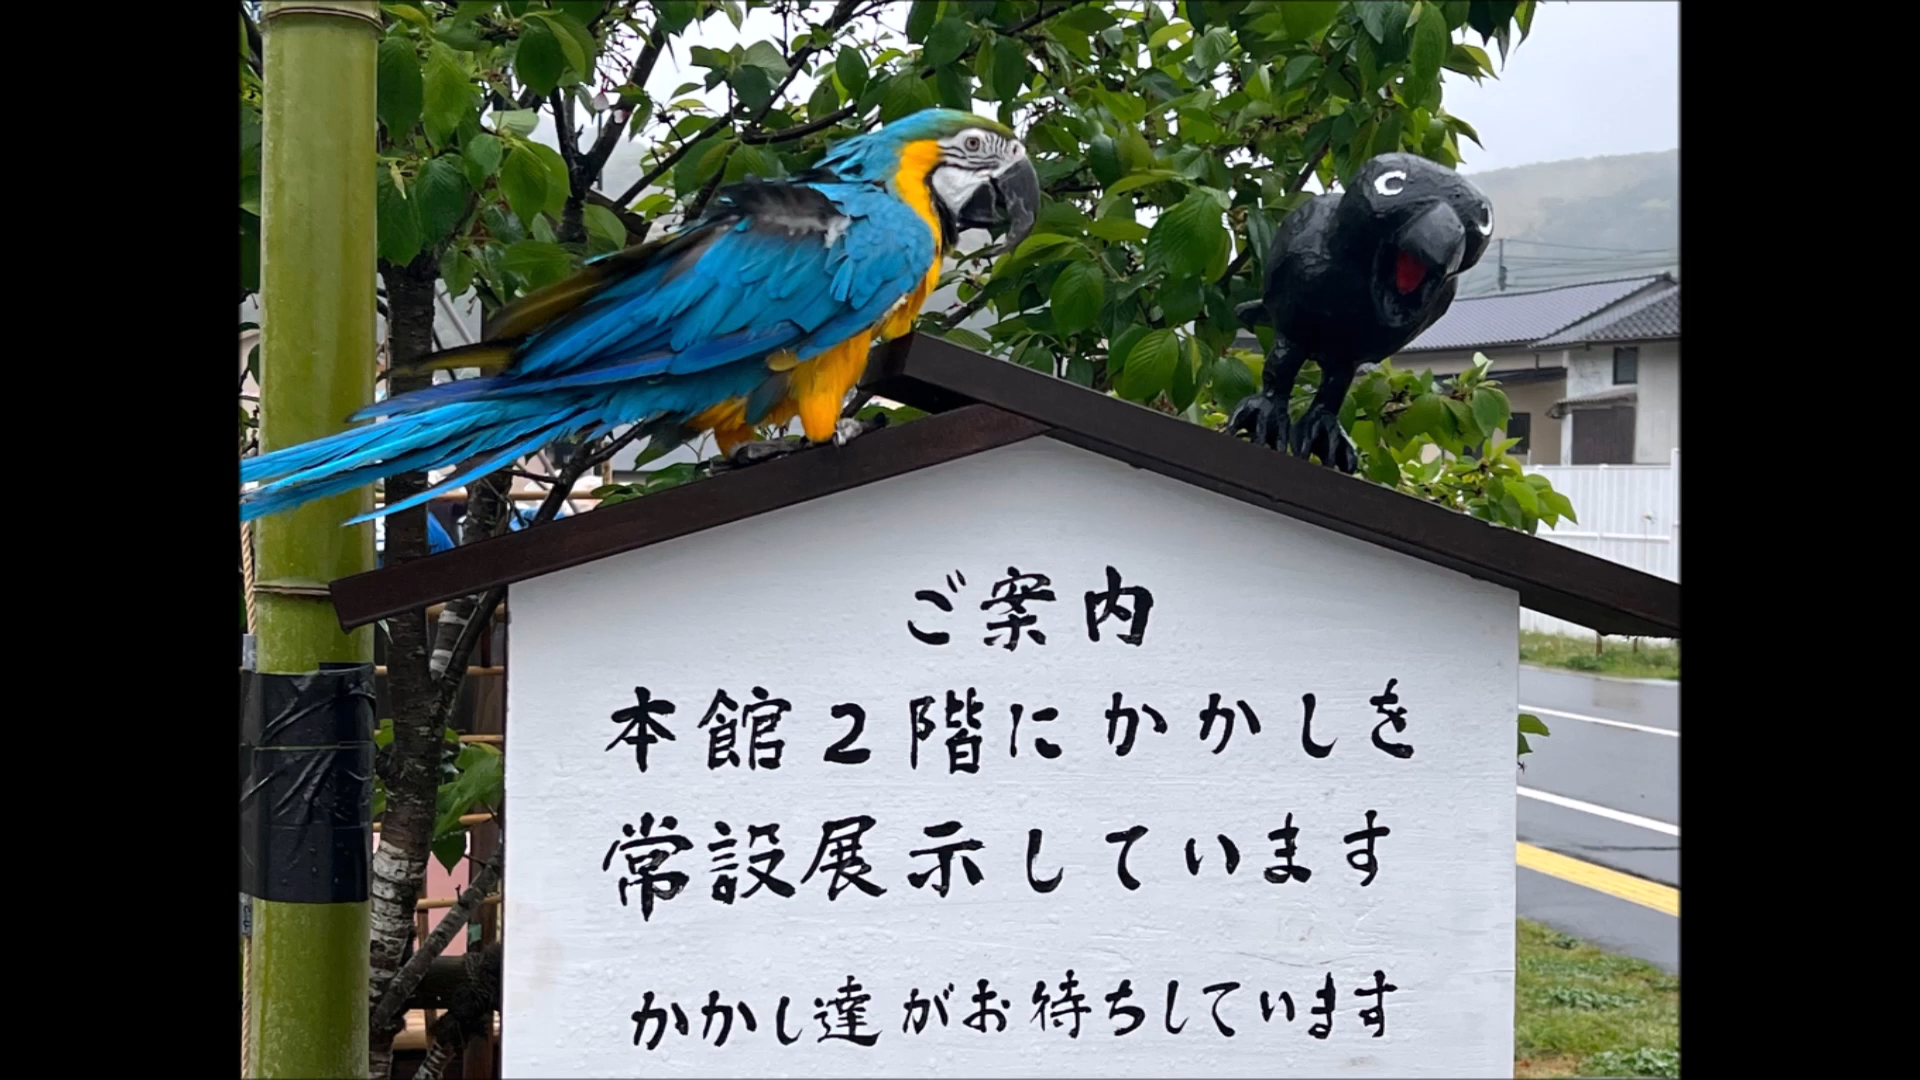 ご案内
本館2階にかかしを
常設展示しています
かかし達がお待ちしています